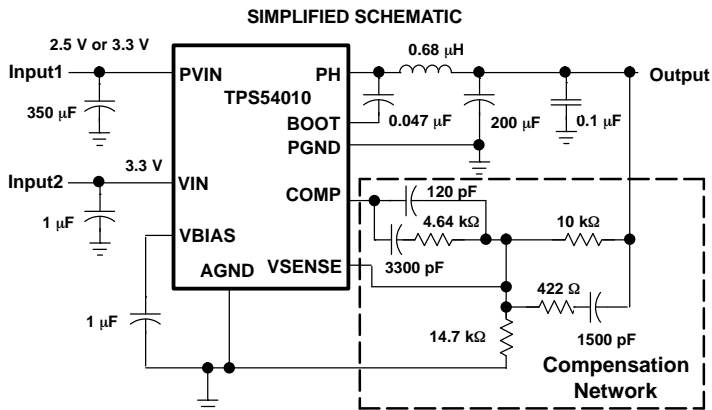 SIMPLIFIED SCHEMATIC
2.5 V or 3.3 V
0.68 μH
Input1
PVIN
PH
Output
TPS54010
350 μF
BOOT
0.047 μF
200 μF
0.1 μF
PGND
3.3 V
Input2
VIN
COMP
120 pF
1 μF
VBIAS
4.64 kΩ
10 kΩ
AGND
VSENSE
3300 pF
422 Ω
1 μF
14.7 kΩ
1500 pF
Compensation
Network